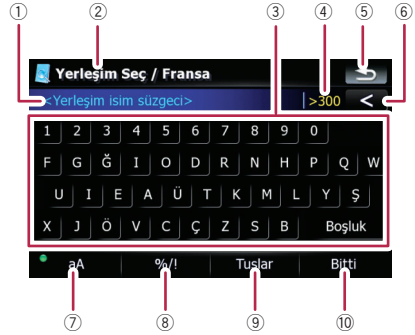 ① ② ③ ④ ⑤ ⑥
Yerleşim Seç / Fransa
<Yerleşim isim süzgeci> >300 <
1 2 3 4 5 6 7 8 9 0
F G Ğ I O D R N H P Q W
U I E A Ü T K M L Y Ş
X J Ö V C Ç Z S B Boşluk
aA %/! Tuslar Bitti
⑦ ⑧ ⑨ ⑩